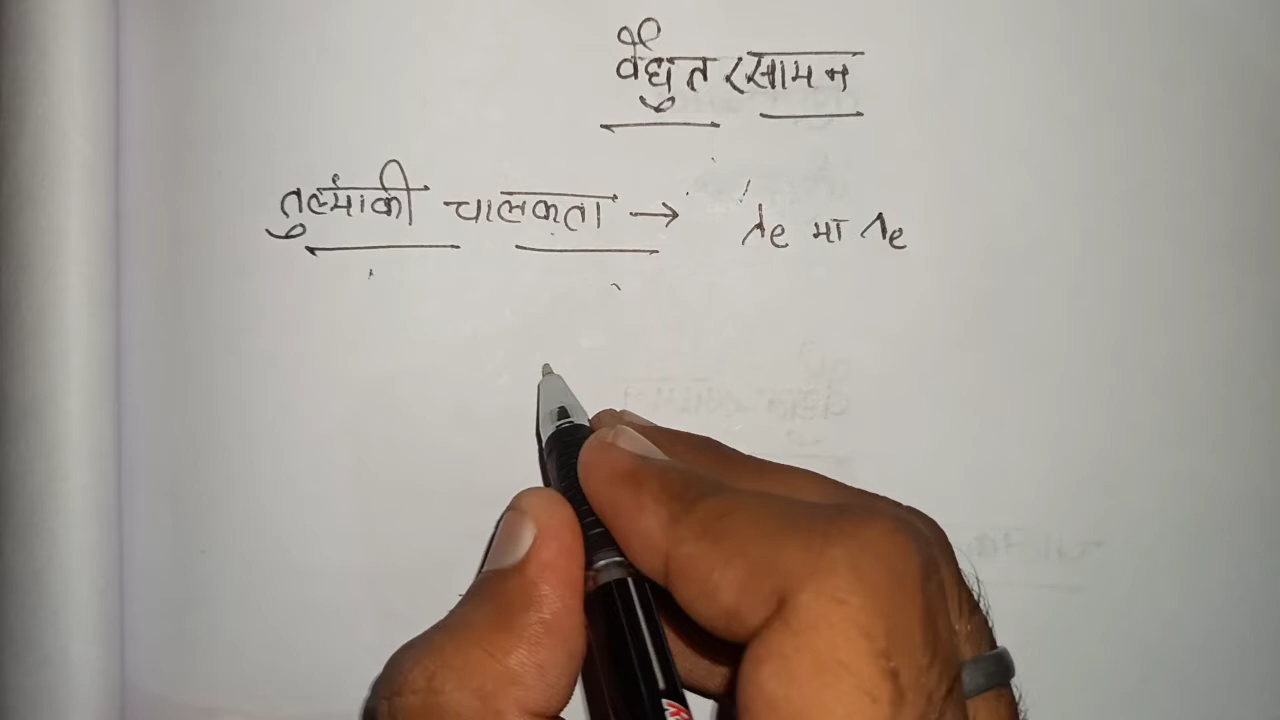 वैद्युत रसायन
तुल्यांकी चालकता → λe या Λe